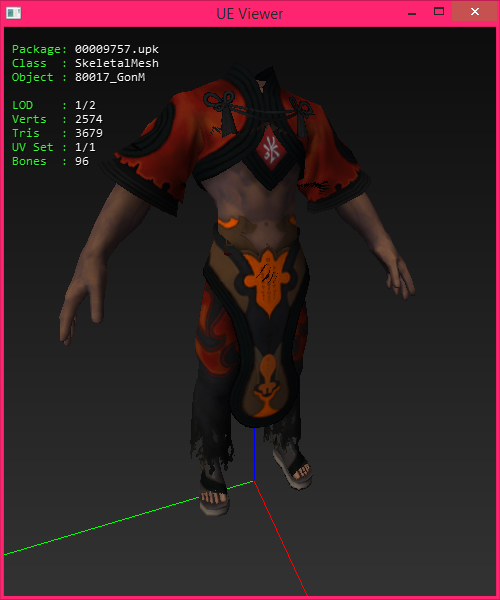 UE Viewer
Package: 00009757.upk
Class : SkeletalMesh
Object : 80017_GonM
LOD : 1/2
Verts : 2574
Tris : 3679
UV Set : 1/1
Bones : 96